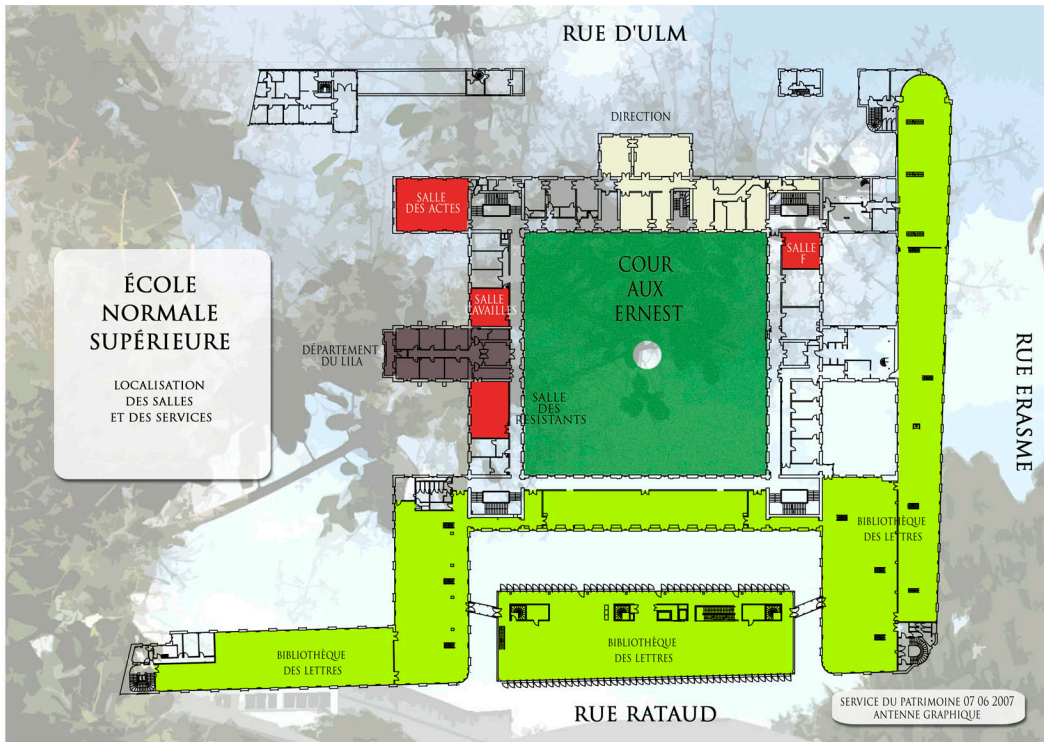 RUE D'ULM
DIRECTION
SALLE
DES ACTES
SALLE
F
COUR
AUX
ERNEST
ÉCOLE
NORMALE
SUPÉRIEURE
LOCALISATION
DES SALLES
ET DES SERVICES
SALLE
CAVAILLES
DÉPARTEMENT
DU LILA
SALLE
DES
RESISTANTS
RUE ERASME
BIBLIOTHÈQUE
DES LETTRES
BIBLIOTHÈQUE
DES LETTRES
BIBLIOTHÈQUE
DES LETTRES
RUE RATAUD
SERVICE DU PATRIMOINE 07 06 2007
ANTENNE GRAPHIQUE